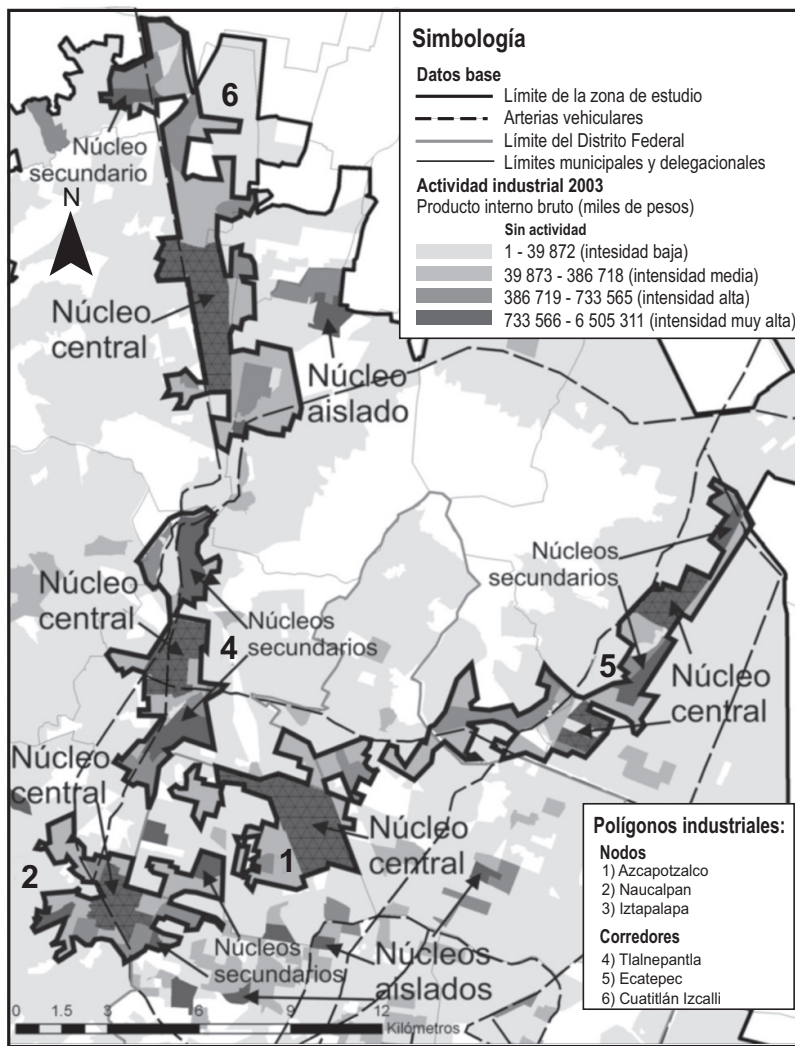 Simbología
Datos base
Límite de la zona de estudio
Arterias vehiculares
Límite del Distrito Federal
Límites municipales y delegacionales
Actividad industrial 2003
Producto interno bruto (miles de pesos)
Sin actividad
1 - 39 872 (intesidad baja)
39 873 - 386 718 (intensidad media)
386 719 - 733 565 (intensidad alta)
733 566 - 6 505 311 (intensidad muy alta)
6
Núcleo
secundario
N
Núcleo
central
Núcleo
aislado
Núcleos
secundarios
Núcleo
central
Núcleos
secundarios
4
5
Núcleo
central
Núcleo
central
Núcleo
central
1
2
Núcleos
secundarios
Núcleos
aislados
0 1.5 3 6 9 12
Kilómetros
Polígonos industriales:
Nodos
1) Azcapotzalco
2) Naucalpan
3) Iztapalapa
Corredores
4) Tlalnepantla
5) Ecatepec
6) Cuatitlán Izcalli